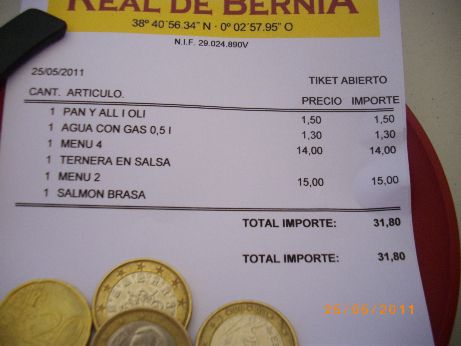 REAL DE BERNIA
38º 40'56.34" N - 0º 02'57.95" O
N.I.F. 29.024.890V
25/05/2011 TIKET ABIERTO
CANT. ARTICULO. PRECIO IMPORTE
1 PAN Y ALL I OLI 1,50 1,50
1 AGUA CON GAS 0,5 l 1,30 1,30
1 MENU 4 14,00 14,00
1 TERNERA EN SALSA
1 MENU 2 15,00 15,00
1 SALMON BRASA
TOTAL IMPORTE: 31,80
TOTAL IMPORTE: 31,80